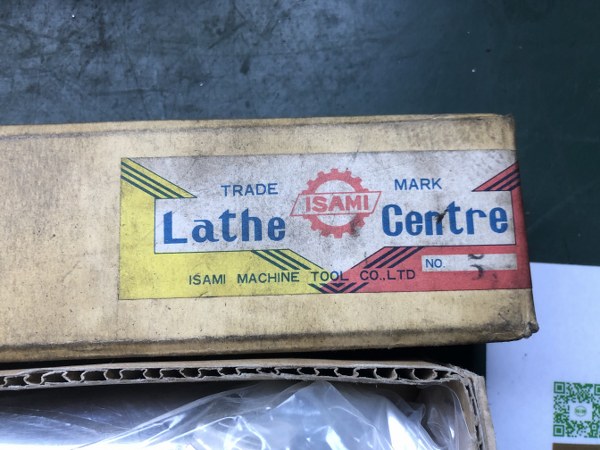 TRADE MARK
ISAMI
Lathe Centre
NO.
ISAMI MACHINE TOOL CO.,LTD